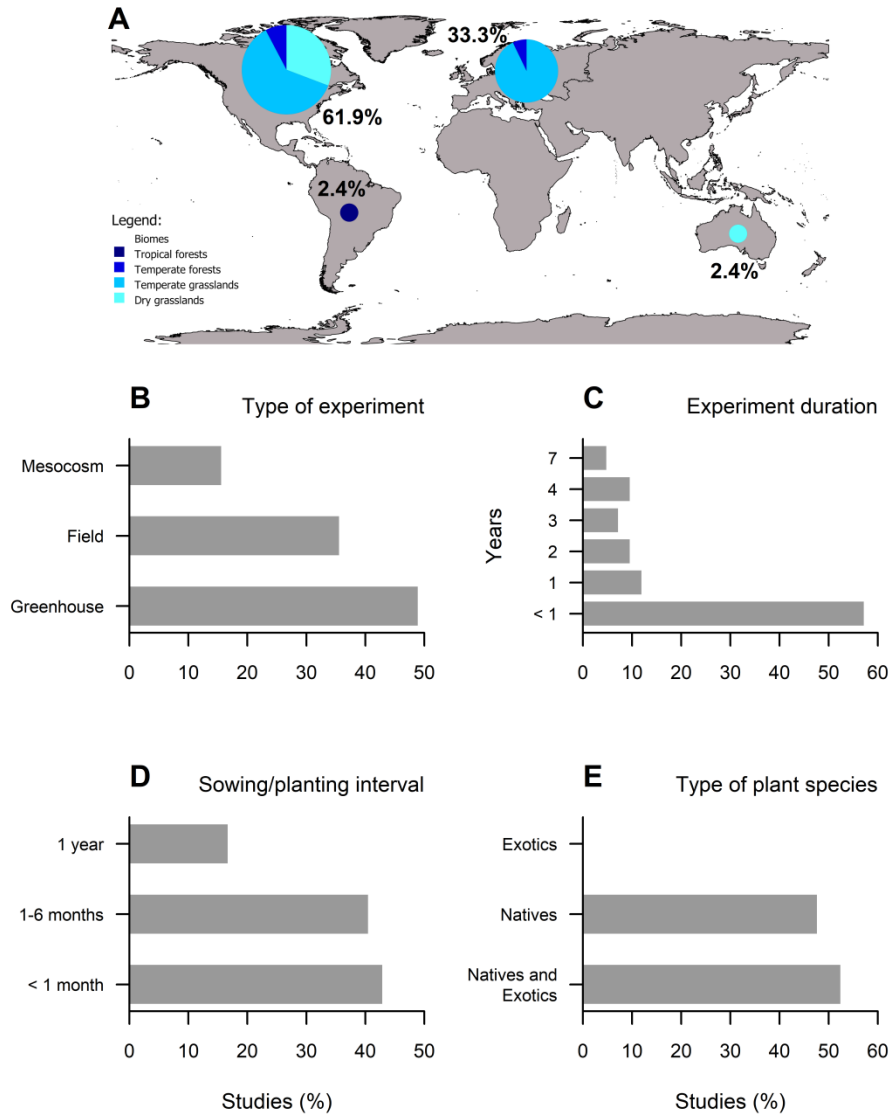 A
33.3%
61.9%
2.4%
2.4%
Legend:
Biomes
Tropical forests
Temperate forests
Temperate grasslands
Dry grasslands
B
Type of experiment
Mesocosm
Field
Greenhouse
0 10 20 30 40 50
C
Experiment duration
Years
7
4
3
2
1
< 1
0 10 20 30 40 50 60
D
Sowing/planting interval
1 year
1-6 months
< 1 month
0 10 20 30 40 50
Studies (%)
E
Type of plant species
Exotics
Natives
Natives and
Exotics
0 10 20 30 40 50 60
Studies (%)